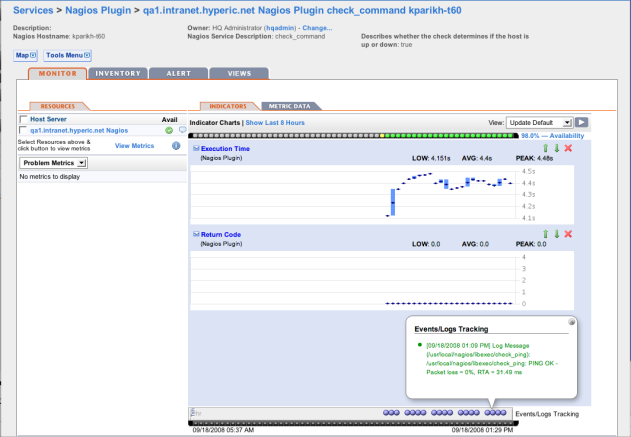 Services > Nagios Plugin > qa1.intranet.hyperic.net Nagios Plugin check_command kparikh-t60
Description:
Nagios Hostname: kparikh-t60
Owner: HQ Administrator (hqadmin) - Change...
Nagios Service Description: check_command
Describes whether the check determines if the host is
up or down: true
Map
Tools Menu
MONITOR INVENTORY ALERT VIEWS
RESOURCES
Host Server Avail
qa1.intranet.hyperic.net Nagios
Select Resources above &
click button to view metrics
View Metrics
Problem Metrics
No metrics to display
INDICATORS METRIC DATA
Indicator Charts | Show Last 8 Hours
View: Update Default
98.0% — Availability
Execution Time
(Nagios Plugin) LOW: 4.151s AVG: 4.4s PEAK: 4.48s
4.5s
4.4s
4.3s
4.2s
4.1s
Return Code
(Nagios Plugin) LOW: 0.0 AVG: 0.0 PEAK: 0.0
4
3
2
1
0
Events/Logs Tracking
[09/18/2008 01:09 PM] Log Message
(/usr/local/nagios/libexec/check_ping):
/usr/local/nagios/libexec/check_ping: PING OK -
Packet loss = 0%, RTA = 31.49 ms
Events/Logs Tracking
09/18/2008 05:37 AM 09/18/2008 01:29 PM